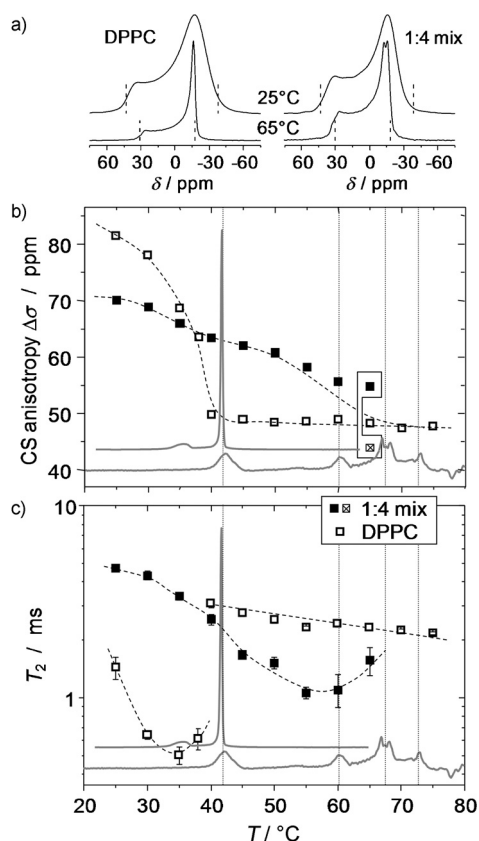 a)
DPPC
1:4 mix
25°C
65°C
60 30 0 -30 -60
60 30 0 -30 -60
δ / ppm
δ / ppm
b)
80
70
60
50
40
CS anisotropy Δσ / ppm
c)
1:4 mix
DPPC
10
1
T2 / ms
20 30 40 50 60 70 80
T / °C